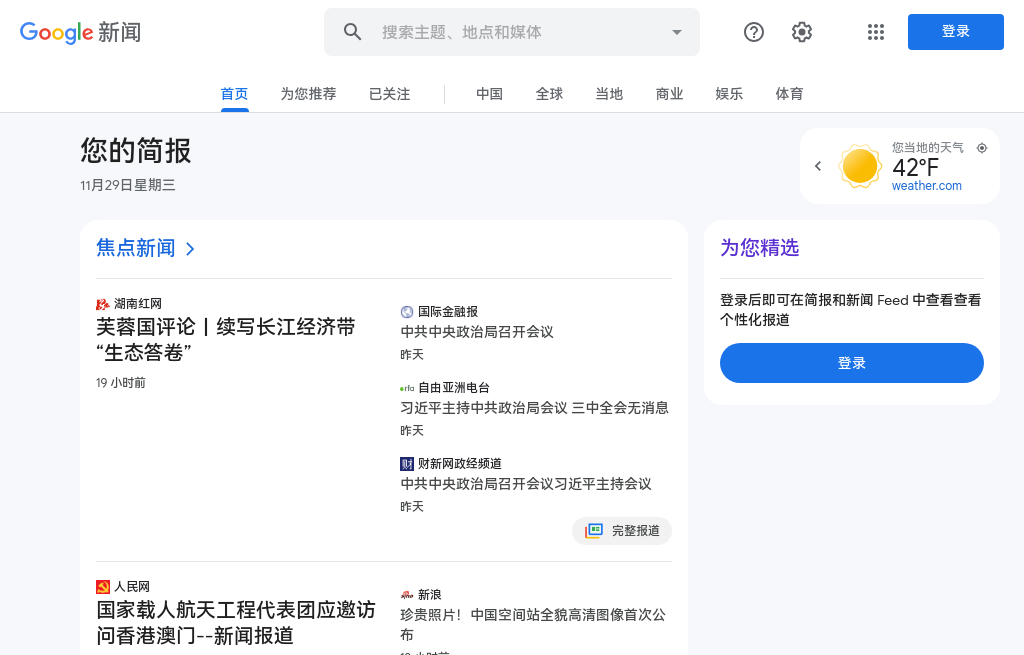 Google 新闻
搜索主题、地点和媒体
登录
首页
为您推荐
已关注
中国
全球
当地
商业
娱乐
体育
您的简报
11月29日星期三
您当地的天气
42°F
weather.com
焦点新闻
湖南红网
芙蓉国评论丨续写长江经济带
“生态答卷”
19 小时前
国际金融报
中共中央政治局召开会议
昨天
rfa
自由亚洲电台
习近平主持中共政治局会议 三中全会无消息
昨天
财
财新网政经频道
中共中央政治局召开会议习近平主持会议
昨天
完整报道
人民网
国家载人航天工程代表团应邀访
问香港澳门--新闻报道
新浪
珍贵照片！中国空间站全貌高清图像首次公
布
为您精选
登录后即可在简报和新闻 Feed 中查看查看
个性化报道
登录